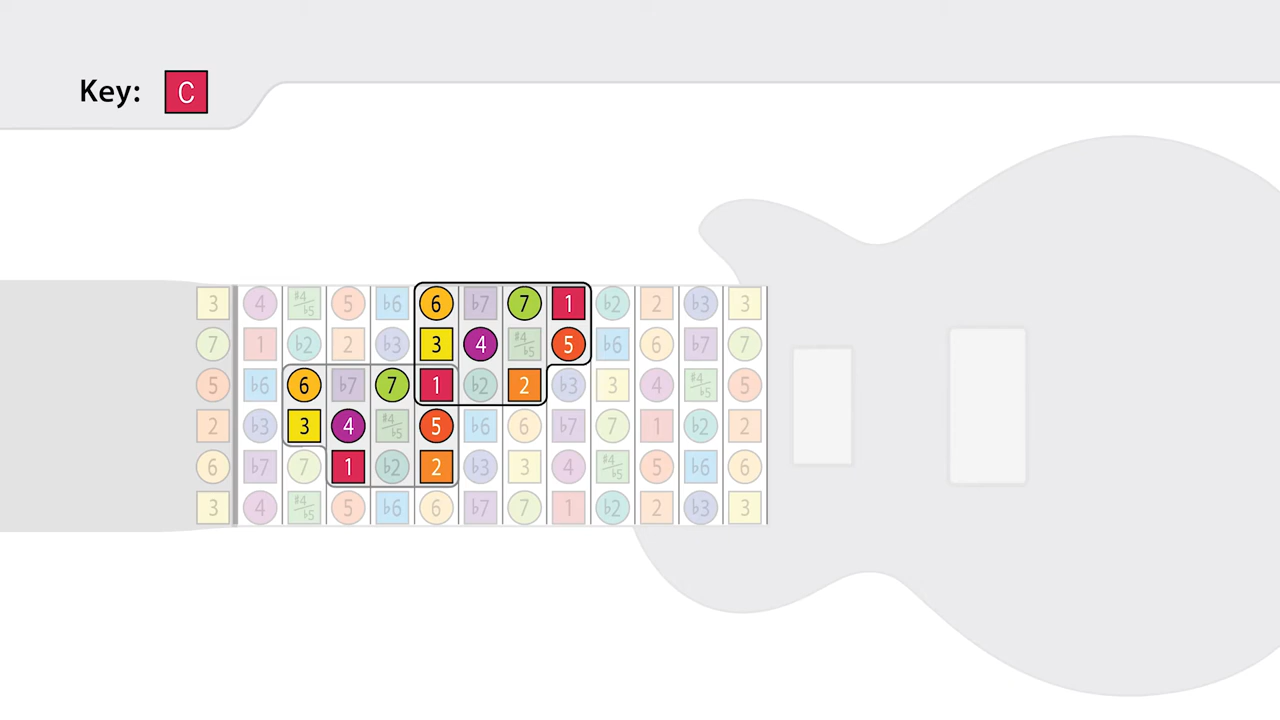 Key: C
3 4 #4/b5 5 b6 6 b7 7 1 b2 2 b3 3
7 1 b2 2 b3 3 4 #4/b5 5 b6 6 b7 7
5 b6 6 b7 7 1 b2 2 b3 3 4 #4/b5 5
2 b3 3 4 #4/b5 5 b6 6 b7 7 1 b2 2
6 b7 7 1 b2 2 b3 3 4 #4/b5 5 b6 6
3 4 #4/b5 5 b6 6 b7 7 1 b2 2 b3 3